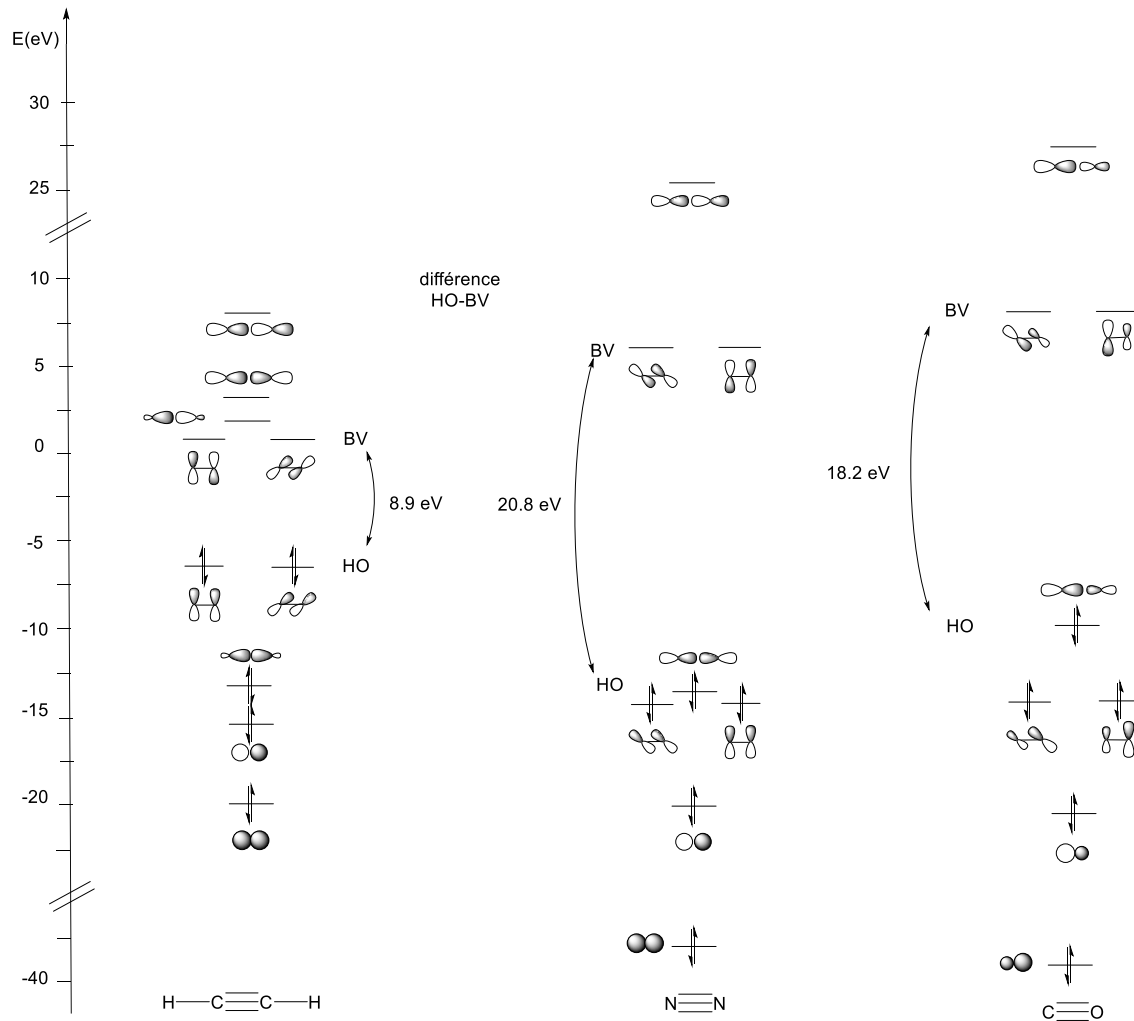 E(eV)
30
25
10
5
0
-5
-10
-15
-20
-40
différence
HO-BV
BV
8.9 eV
HO
BV
20.8 eV
HO
BV
18.2 eV
HO
H C C H
N N
C O